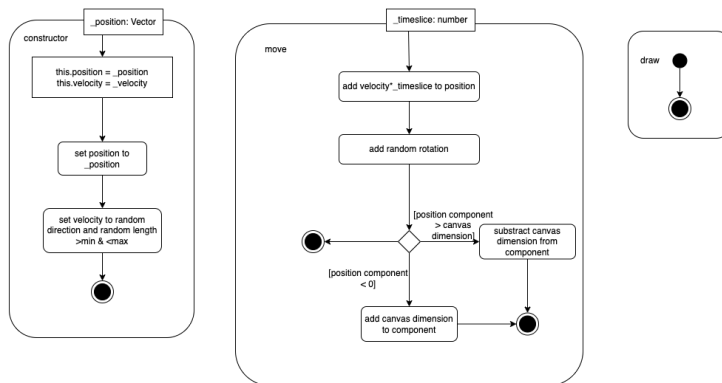 _position: Vector
constructor
this.position = _position
this.velocity = _velocity
set position to
_position
set velocity to random
direction and random length
>min & <max
_timeslice: number
move
add velocity*_timeslice to position
add random rotation
[position component
> canvas
dimension]
substract canvas
dimension from
component
[position component
< 0]
add canvas dimension
to component
draw